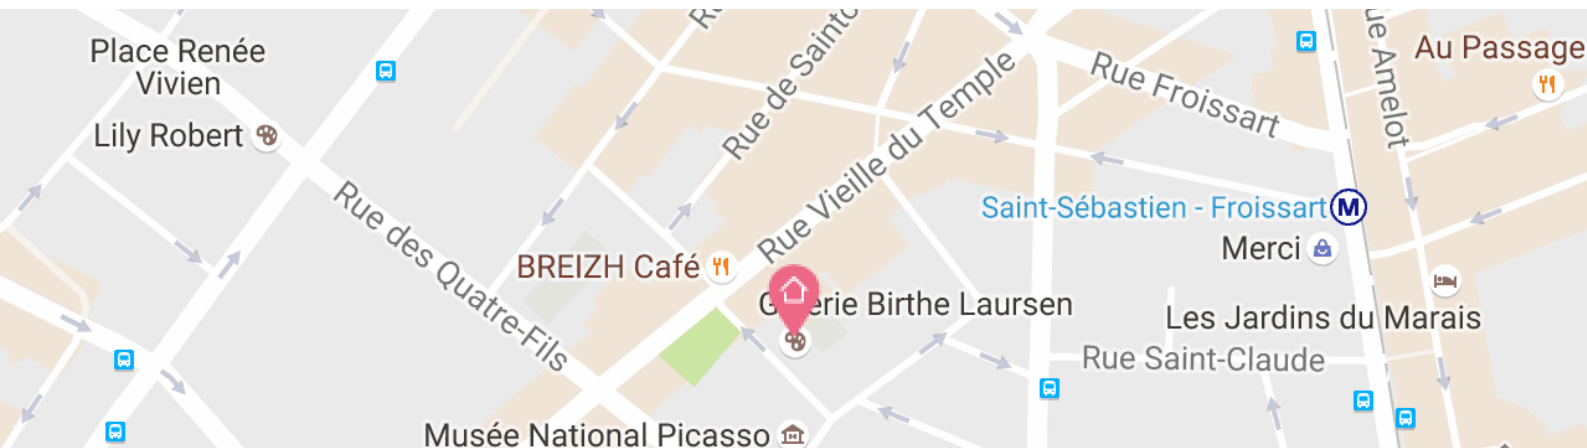 Place Renée
Vivien
Lily Robert
Rue des Quatre-Fils
BREIZH Café
Musée National Picasso
Rue de Sainto
Rue Vieille du Temple
Rue Froissart
ue Amelot
Au Passage
Saint-Sébastien - Froissart M
Merci
G erie Birthe Laursen
Les Jardins du Marais
Rue Saint-Claude